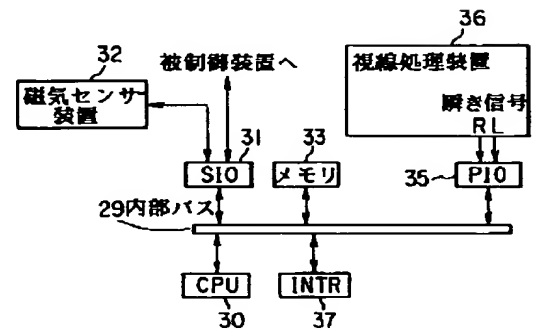 36
32
被制御装置へ
視線処理装置
磁気センサー
装置
瞬き信号
RL
31
33
SIO
メモリ
35
PIO
29内部バス
CPU
INTR
30
37